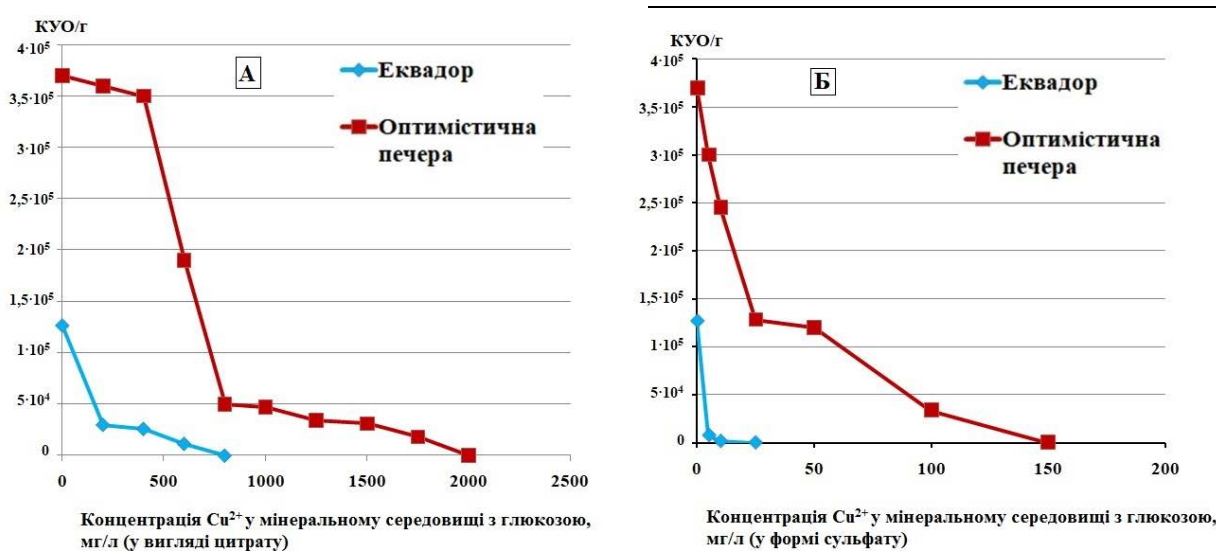 КУО/г
4·10⁵
3,5·10⁵
3·10⁵
2,5·10⁵
2·10⁵
1,5·10⁵
1·10⁵
5·10⁴
0
А
Еквадор
Оптимістична
печера
0 500 1000 1500 2000 2500
Концентрація Cu²⁺ у мінеральному середовищі з глюкозою,
мг/л (у вигляді цитрату)
КУО/г
4·10⁵
3,5·10⁵
3·10⁵
2,5·10⁵
2·10⁵
1,5·10⁵
1·10⁵
5·10⁴
0
Б
Еквадор
Оптимістична
печера
0 50 100 150 200
Концентрація Cu²⁺ у мінеральному середовищі з глюкозою,
мг/л (у формі сульфату)